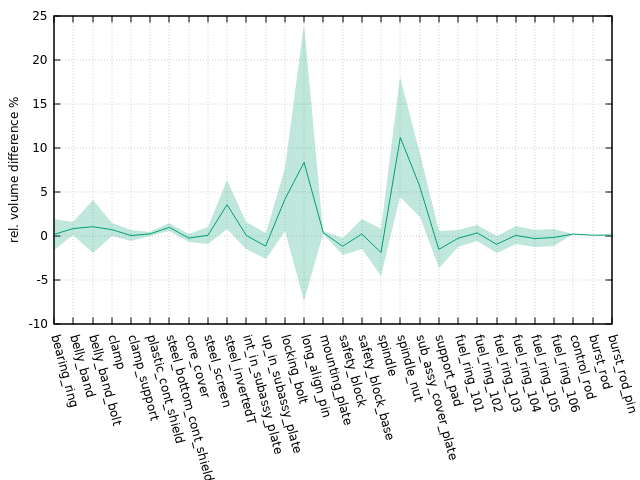 25
20
15
10
5
0
-5
-10
rel. volume difference %
bearing_ring
belly_band
belly_band_bolt
clamp
clamp_support
plastic_cont_shield
steel_bottom_cont_shield
core_cover
steel_screen
steel_invertedT
int_in_subassy_plate
up_in_subassy_plate
locking_bolt
long_align_pin
mounting_plate
safety_block
safety_block_base
spindle
spindle_nut
sub_assy_cover_plate
support_pad
fuel_ring_101
fuel_ring_102
fuel_ring_103
fuel_ring_104
fuel_ring_105
fuel_ring_106
control_rod
burst_rod
burst_rod_pin